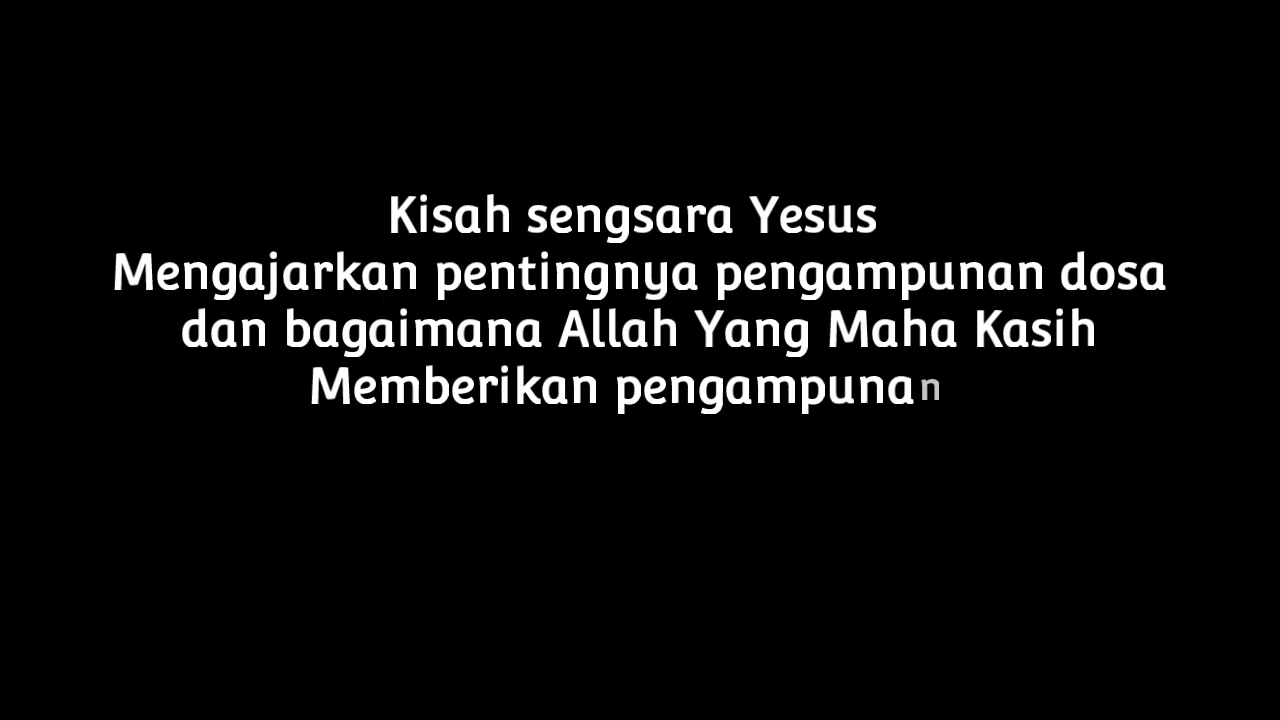 Kisah sengsara Yesus
Mengajarkan pentingnya pengampunan dosa
dan bagaimana Allah Yang Maha Kasih
Memberikan pengampunan